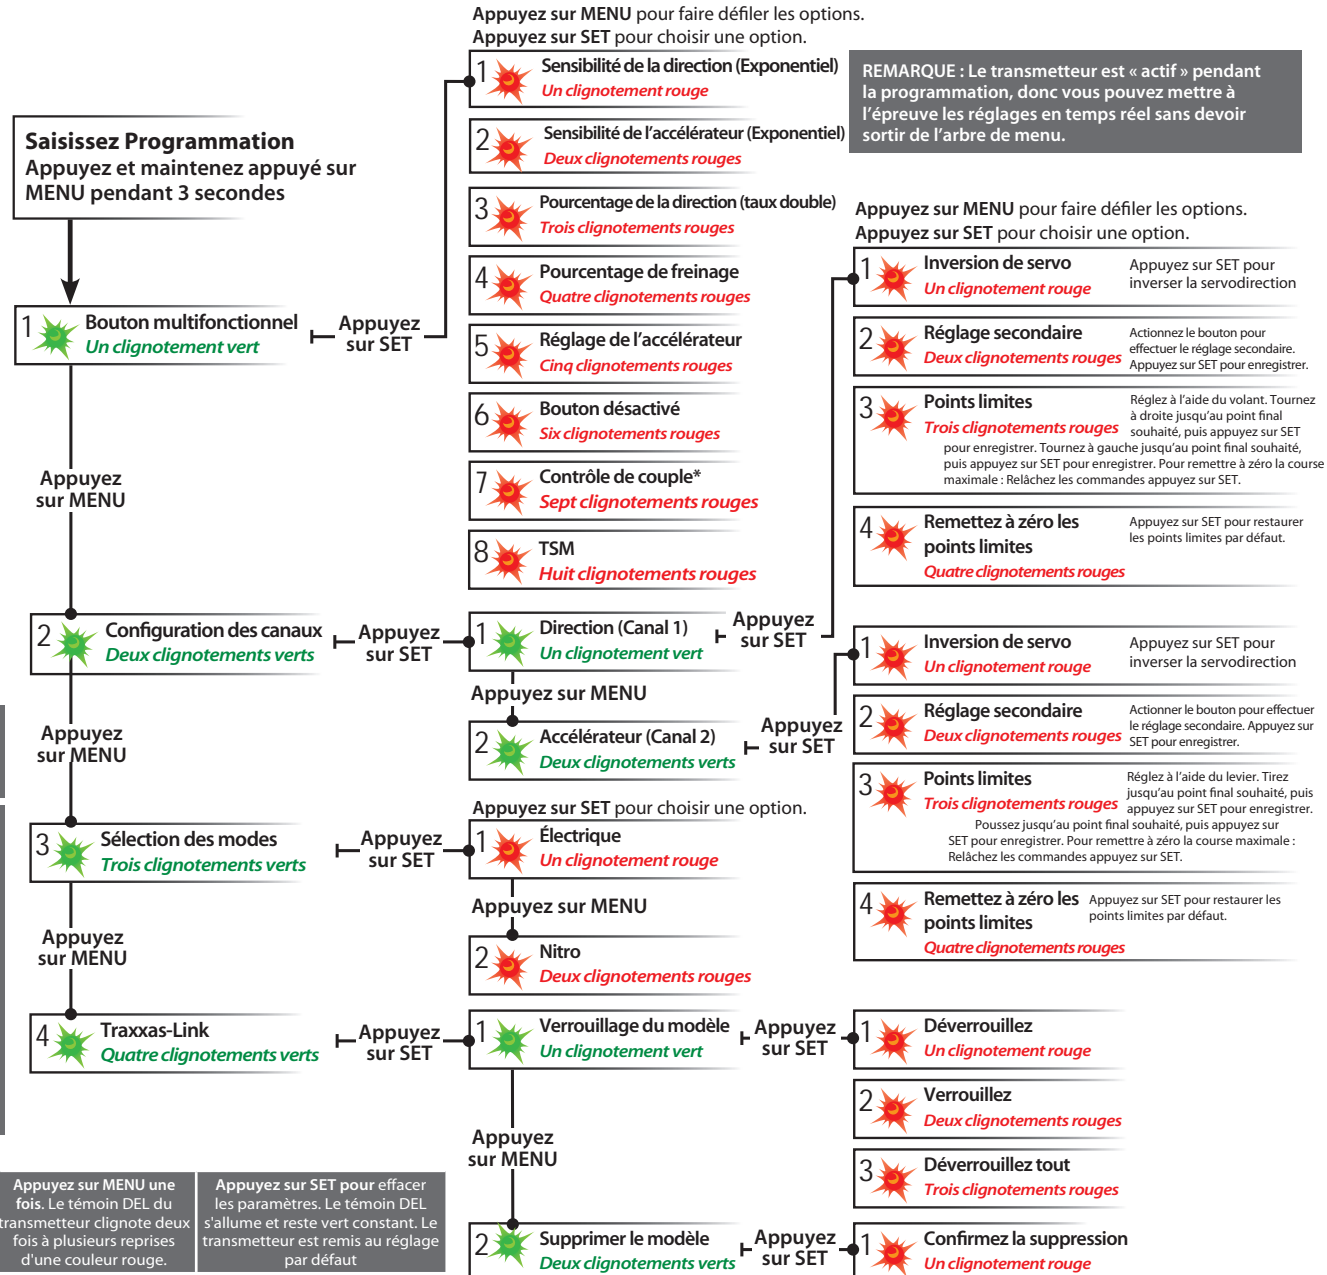 Appuyez sur MENU pour faire défiler les options.
Appuyez sur SET pour choisir une option.
REMARQUE : Le transmetteur est « actif » pendant
la programmation, donc vous pouvez mettre à
l'épreuve les réglages en temps réel sans devoir
sortir de l'arbre de menu.
Saisissez Programmation
Appuyez et maintenez appuyé sur
MENU pendant 3 secondes
1 Bouton multifonctionnel
Un clignotement vert
Appuyez
sur SET
1 Sensibilité de la direction (Exponentiel)
Un clignotement rouge
2 Sensibilité de l'accélérateur (Exponentiel)
Deux clignotements rouges
3 Pourcentage de la direction (taux double)
Trois clignotements rouges
4 Pourcentage de freinage
Quatre clignotements rouges
5 Réglage de l'accélérateur
Cinq clignotements rouges
6 Bouton désactivé
Six clignotements rouges
7 Contrôle de couple*
Sept clignotements rouges
8 TSM
Huit clignotements rouges
Appuyez
sur MENU
2 Configuration des canaux
Deux clignotements verts
Appuyez
sur SET
1 Direction (Canal 1)
Un clignotement vert
Appuyez
sur SET
Appuyez sur MENU pour faire défiler les options.
Appuyez sur SET pour choisir une option.
1 Inversion de servo
Un clignotement rouge
Appuyez sur SET pour
inverser la servodirection
2 Réglage secondaire
Deux clignotements rouges
Actionnez le bouton pour
effectuer le réglage secondaire.
Appuyez sur SET pour enregistrer.
3 Points limites
Trois clignotements rouges
Réglez à l'aide du volant. Tournez
à droite jusqu'au point final
souhaité, puis appuyez sur SET
pour enregistrer. Tournez à gauche jusqu'au point final souhaité,
puis appuyez sur SET pour enregistrer. Pour remettre à zéro la course
maximale : Relâchez les commandes appuyez sur SET.
4 Remettez à zéro les
points limites
Quatre clignotements rouges
Appuyez sur SET pour restaurer
les points limites par défaut.
Appuyez sur MENU
2 Accélérateur (Canal 2)
Deux clignotements verts
Appuyez
sur SET
1 Inversion de servo
Un clignotement rouge
Appuyez sur SET pour
inverser la servodirection
2 Réglage secondaire
Deux clignotements rouges
Actionner le bouton pour effectuer
le réglage secondaire. Appuyez sur
SET pour enregistrer.
3 Points limites
Trois clignotements rouges
Réglez à l'aide du levier. Tirez
jusqu'au point final souhaité, puis
appuyez sur SET pour enregistrer.
Poussez jusqu'au point final souhaité, puis appuyez sur
SET pour enregistrer. Pour remettre à zéro la course maximale :
Relâchez les commandes appuyez sur SET.
4 Remettez à zéro les
points limites
Quatre clignotements rouges
Appuyez sur SET pour restaurer les
points limites par défaut.
Appuyez
sur MENU
3 Sélection des modes
Trois clignotements verts
Appuyez
sur SET
Appuyez sur SET pour choisir une option.
1 Électrique
Un clignotement rouge
Appuyez sur MENU
2 Nitro
Deux clignotements rouges
Appuyez
sur MENU
4 Traxxas-Link
Quatre clignotements verts
Appuyez
sur SET
1 Verrouillage du modèle
Un clignotement vert
Appuyez
sur SET
1 Déverrouillez
Un clignotement rouge
2 Verrouillez
Deux clignotements rouges
3 Déverrouillez tout
Trois clignotements rouges
Appuyez
sur MENU
2 Supprimer le modèle
Deux clignotements verts
Appuyez
sur SET
1 Confirmez la suppression
Un clignotement rouge
Appuyez sur MENU une
fois. Le témoin DEL du
transmetteur clignote deux
fois à plusieurs reprises
d'une couleur rouge.
Appuyez sur SET pour effacer
les paramètres. Le témoin DEL
s'allume et reste vert constant. Le
transmetteur est remis au réglage
par défaut